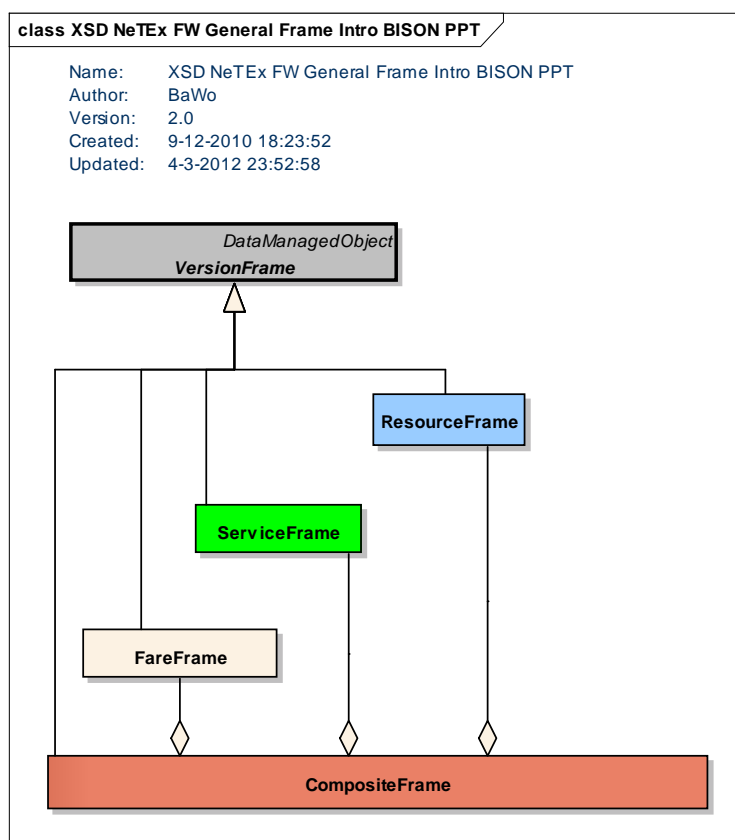 class XSD NeTEx FW General Frame Intro BISON PPT
Name: XSD NeTEx FW General Frame Intro BISON PPT
Author: BaWo
Version: 2.0
Created: 9-12-2010 18:23:52
Updated: 4-3-2012 23:52:58
DataManagedObject
VersionFrame
ResourceFrame
ServiceFrame
FareFrame
CompositeFrame